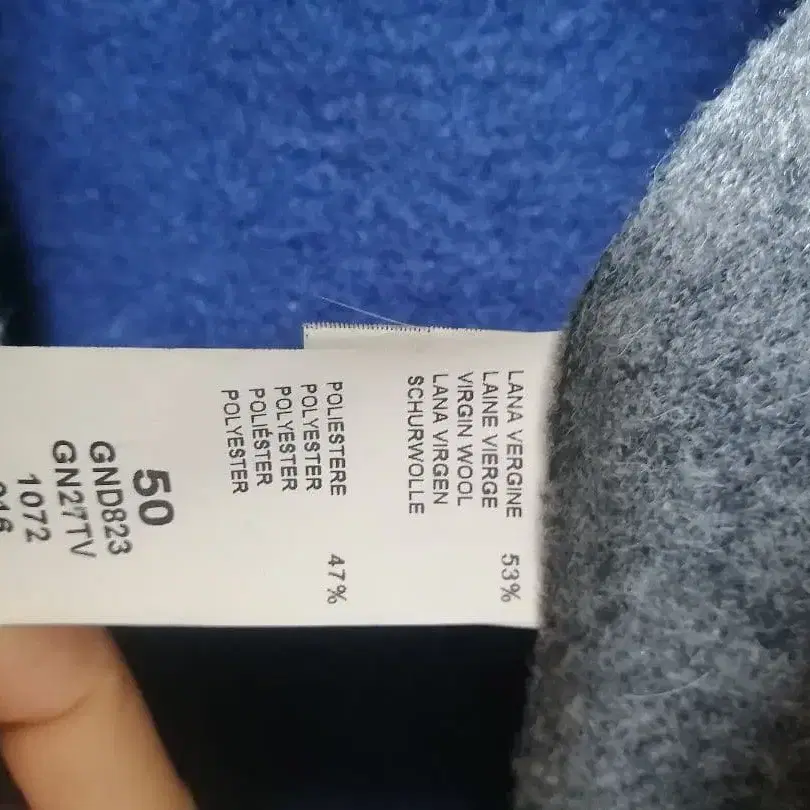 LANA VERGINE 53%
LAINE VIERGE
VIRGIN WOOL
LANA VIRGEN
SCHURWOLLE
POLIESTERE 47%
POLYESTER
POLYESTER
POLIÉSTER
POLYESTER
50
GND823
GN27TV
1072